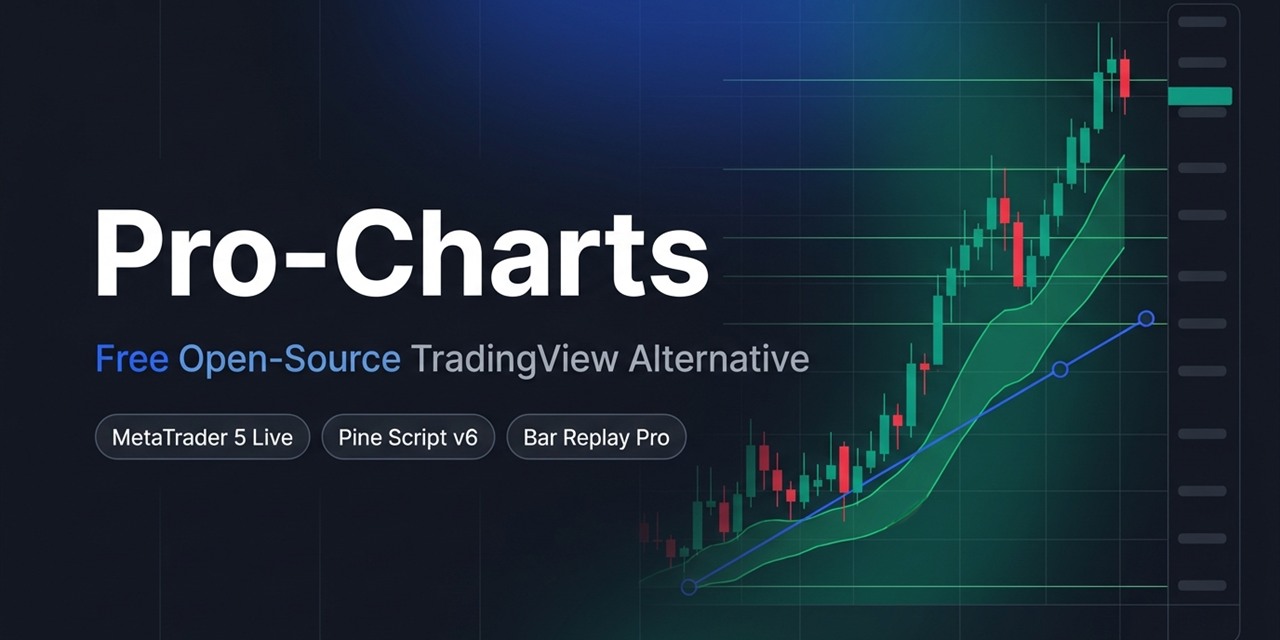 Pro-Charts
Free Open-Source TradingView Alternative
MetaTrader 5 Live Pine Script v6 Bar Replay Pro